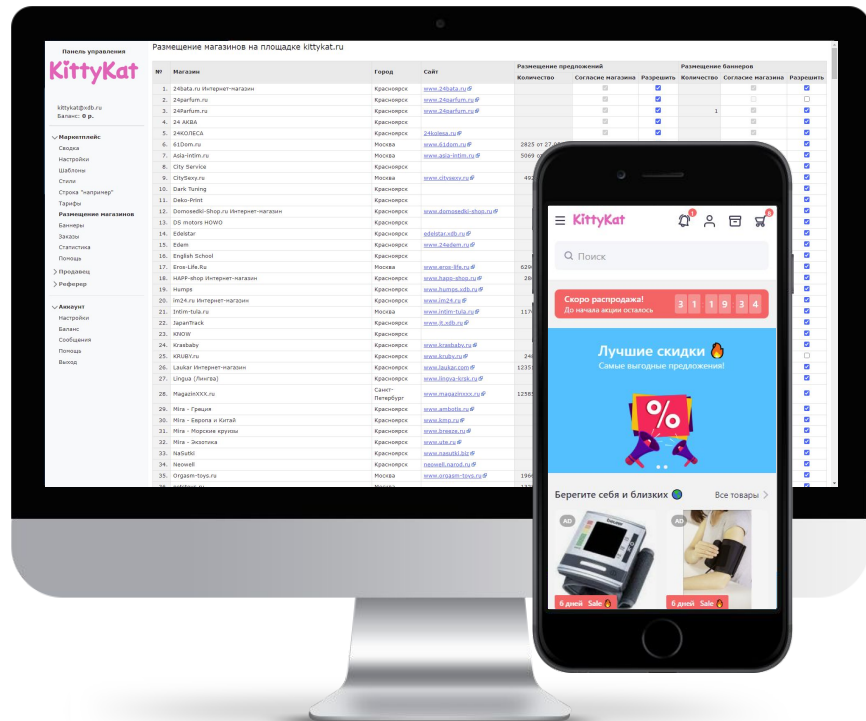 Панель управления
KittyKat
kittykat@xdb.ru
Баланс: 0 р.
Маркетплейс
Сводка
Настройки
Шаблоны
Стили
Строка "например"
Тарифы
Размещение магазинов
Баннеры
Заказы
Статистика
Помощь
Продавец
Реферер
Аккаунт
Настройки
Баланс
Сообщения
Помощь
Выход
Размещение магазинов на площадке kittykat.ru
Размещение предложений Размещение баннеров
№ Магазин Город Сайт Количество Согласие магазина Разрешить Количество Согласие магазина Разрешить
1. 24bata.ru Интернет-магазин Красноярск www.24bata.ru
2. 24parfum.ru Красноярск www.24parfum.ru
3. 24Parfum.ru Красноярск www.24parfum.ru 1
4. 24 АКВА Красноярск
5. 24КОЛЕСА Красноярск 24kolesa.ru
6. 61Dom.ru Москва www.61dom.ru 2825 от
7. Asia-intim.ru Москва www.asia-intim.ru 5069
8. City Service Красноярск
9. CitySexy.ru Москва www.citysexy.ru
10. Dark Tuning Красноярск
11. Deko-Print Красноярск
12. Domosedki-Shop.ru Интернет-магазин Красноярск www.domosedki-shop.ru
13. DS motors HOWO Красноярск
14. Edelstar Красноярск edelstar.xdb.ru
15. Edem Красноярск www.24edem.ru
16. English School Красноярск
17. Eros-Life.Ru Москва www.eros-life.ru
18. HAPP-shop Интернет-магазин Красноярск www.happ-shop.ru
19. Humps Красноярск www.humps.xdb.ru
20. im24.ru Интернет-магазин Красноярск www.im24.ru
21. Intim-tula.ru Москва www.intim-tula.ru
22. JapanTrack Красноярск
23. KNOW Красноярск
24. Krasbaby Красноярск www.krasbaby.ru
25. KRUBY.ru Красноярск www.kruby.ru
26. Laukar Интернет-магазин Красноярск www.laukar.com
27. Lingua (Лингва) Красноярск www.lingva-krsk.ru
28. MagazinXXX.ru Санкт-Петербург www.magazinxxx.ru
29. Mira - Греция Красноярск www.ambotis.ru
30. Mira - Европа и Китай Красноярск www.kmp.ru
31. Mira - Морские круизы Красноярск www.breeze.ru
32. Mira - Экзотика Красноярск www.ute.ru
33. NaSutki Красноярск www.nasutki.biz
34. Neowell Красноярск neowell.narod.ru
35. Orgasm-toys.ru Москва www.orgasm-toys.ru
KittyKat
Поиск
Скоро распродажа!
До начала акции осталось
3 1 1 9 3 4
Лучшие скидки
Самые выгодные предложения!
%
Берегите себя и близких Все товары
AD AD
6 дней Sale 6 дней Sale